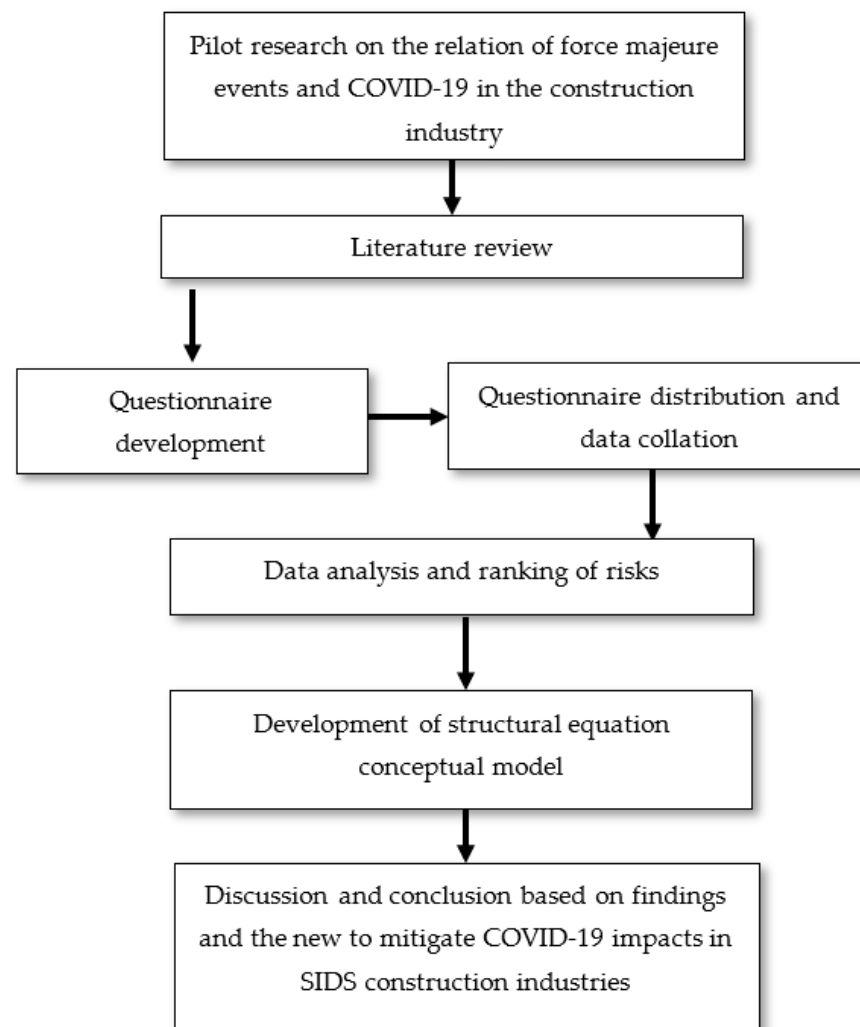 Pilot research on the relation of force majeure
events and COVID-19 in the construction
industry
Literature review
Questionnaire
development
Questionnaire distribution and
data collation
Data analysis and ranking of risks
Development of structural equation
conceptual model
Discussion and conclusion based on findings
and the new to mitigate COVID-19 impacts in
SIDS construction industries